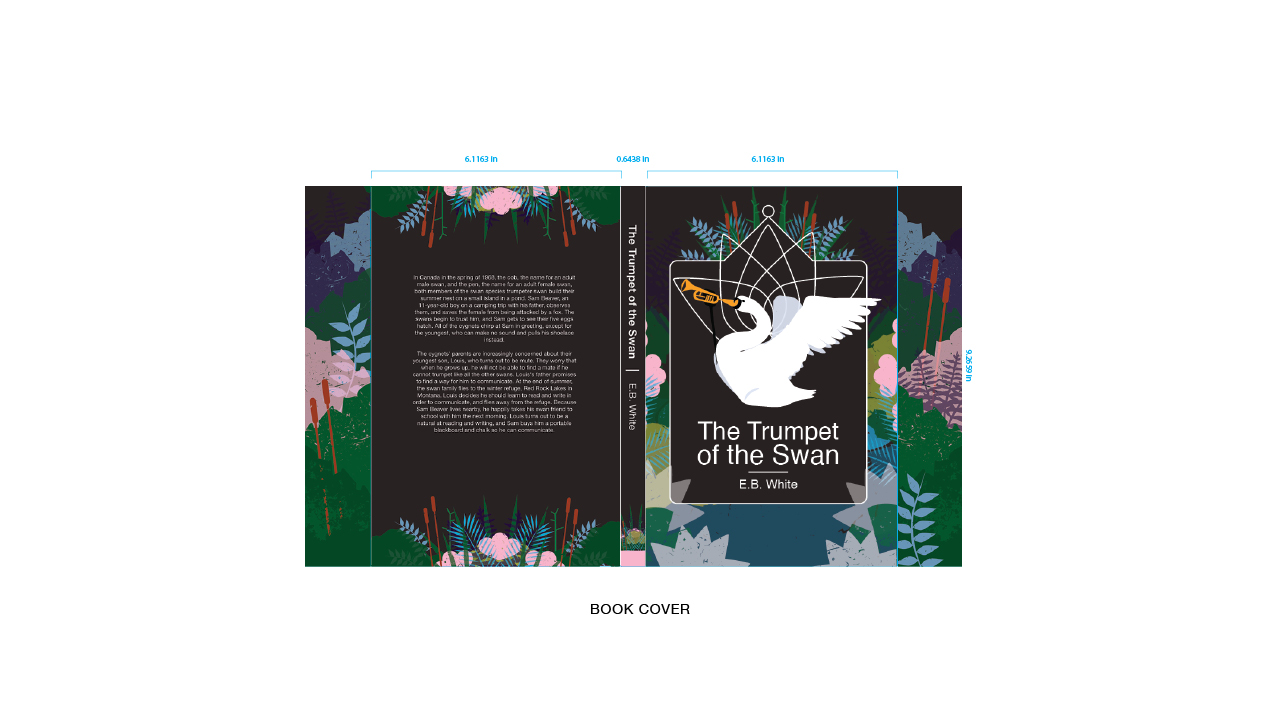 6.1163 in
0.6438 in
6.1163 in
In Canada in the spring of 1968, the cob, the name for an adult
male swan, and the pen, the name for an adult female swan,
both members of the swan species trumpeter swan build their
summer nest on a small island in a pond. Sam Beaver, an
11-year-old boy on a camping trip with his father, observes
them, and saves the female from being attacked by a fox. The
swans begin to trust him, and Sam gets to see their five eggs
hatch. All of the cygnets chirp at Sam in greeting, except for
the youngest, who can make no sound and pulls his shoelace
instead.
The cygnets' parents are increasingly concerned about their
youngest son, Louis, who turns out to be mute. They worry that
when he grows up, he will not be able to find a mate if he
cannot trumpet like all the other swans. Louis's father promises
to find a way for him to communicate. At the end of summer,
the swan family flies to the winter refuge, Red Rock Lakes in
Montana. Louis decides he should learn to read and write in
order to communicate, and flies away from the refuge. Because
Sam Beaver lives nearby, he happily takes his swan friend to
school with him the next morning. Louis turns out to be a
natural at reading and writing, and Sam buys him a portable
blackboard and chalk so he can communicate.
The Trumpet of the Swan | E.B. White
The Trumpet
of the Swan
E.B. White
9.2659 in
BOOK COVER